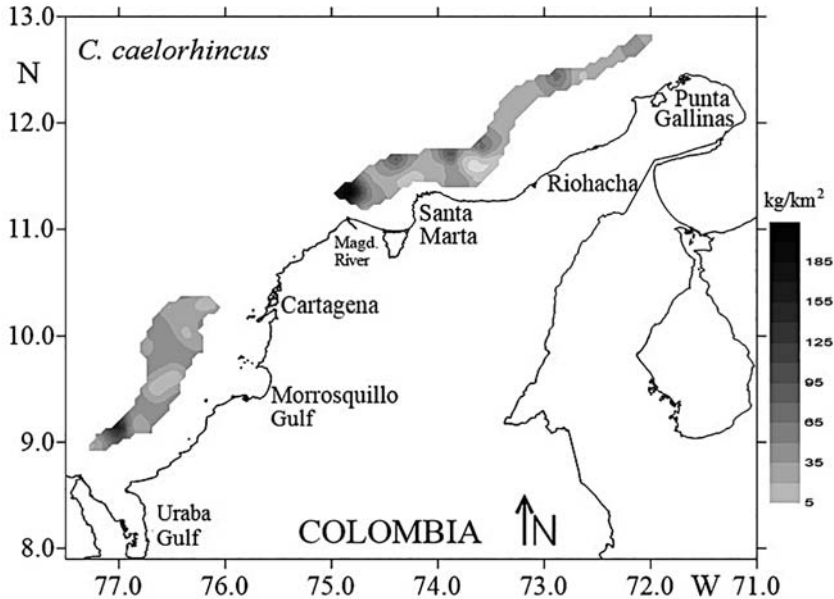 13.0
C. caelorhincus
N
12.0
Punta
Gallinas
Riohacha
kg/km²
Santa
Marta
11.0
Magd.
River
185
155
Cartagena
10.0
125
95
Morrosquillo
Gulf
65
9.0
35
Uraba
Gulf
COLOMBIA
N
5
8.0
77.0 76.0 75.0 74.0 73.0 72.0 W 71.0